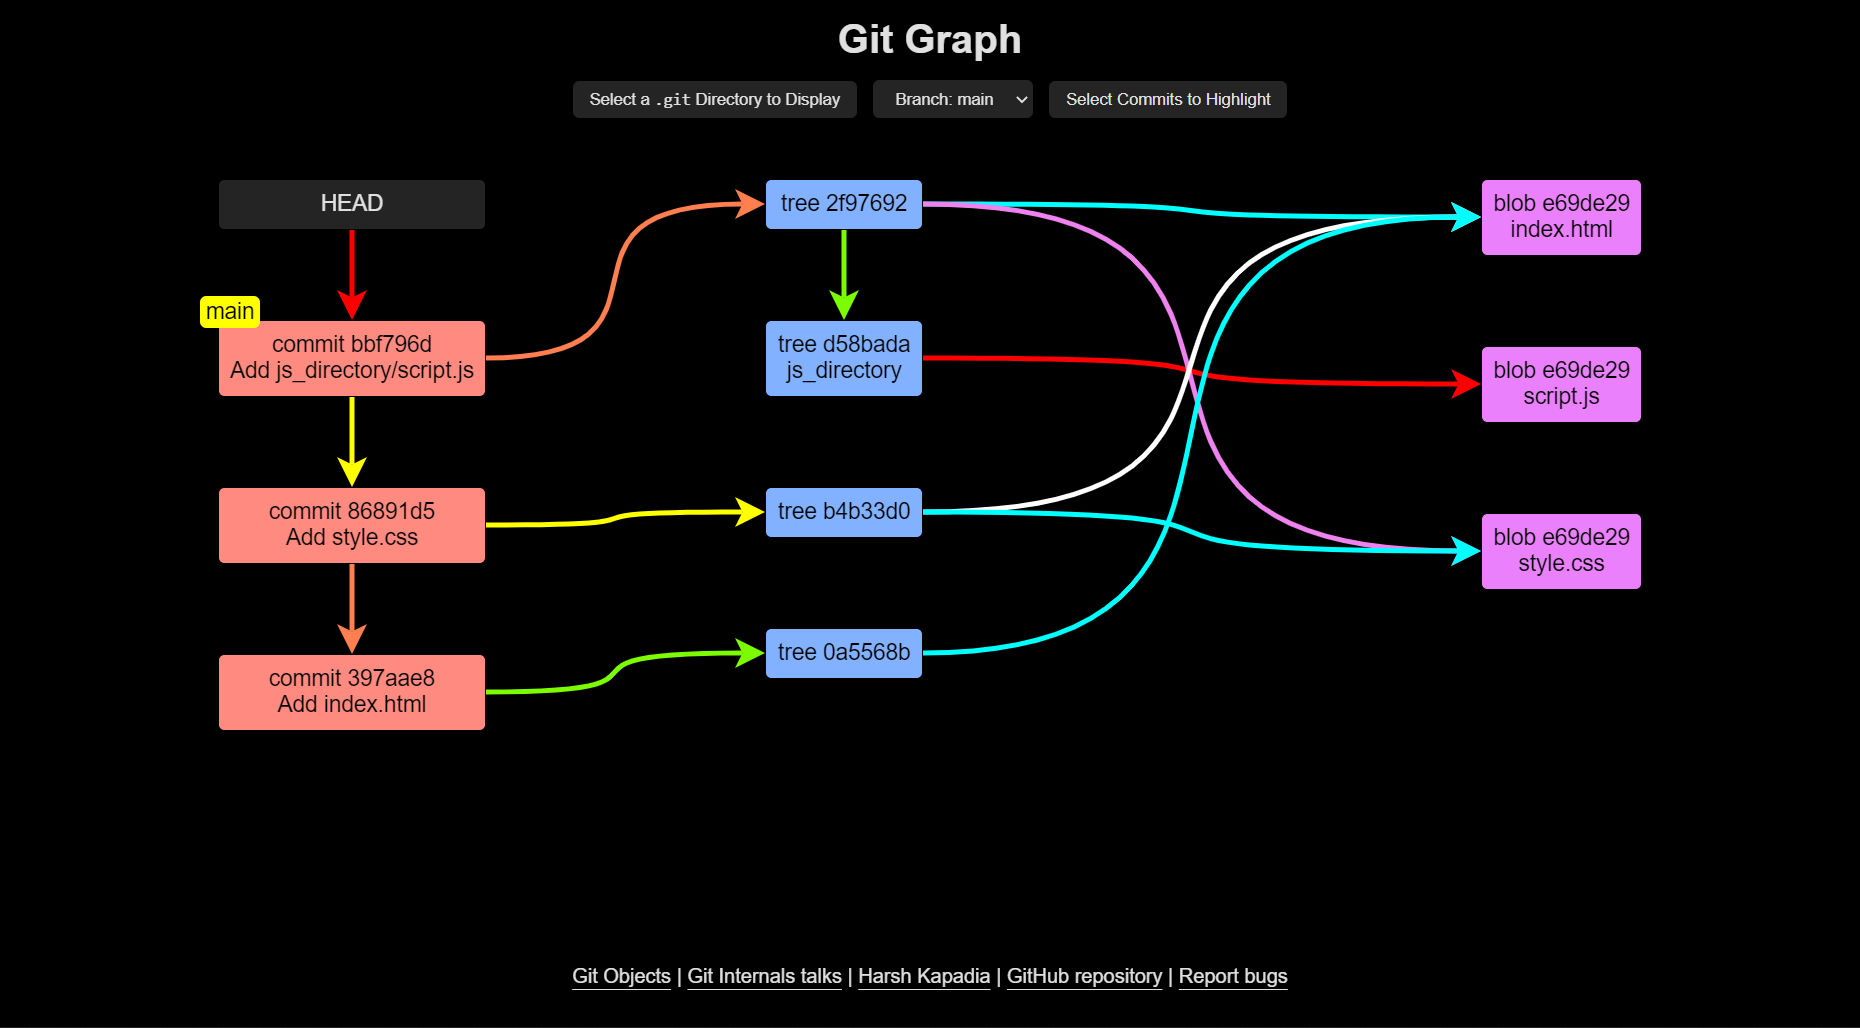 Git Graph
Select a .git Directory to Display
Branch: main
Select Commits to Highlight
HEAD
main
commit bbf796d
Add js_directory/script.js
commit 86891d5
Add style.css
commit 397aae8
Add index.html
tree 2f97692
tree d58bada
js_directory
tree b4b33d0
tree 0a5568b
blob e69de29
index.html
blob e69de29
script.js
blob e69de29
style.css
Git Objects | Git Internals talks | Harsh Kapadia | GitHub repository | Report bugs